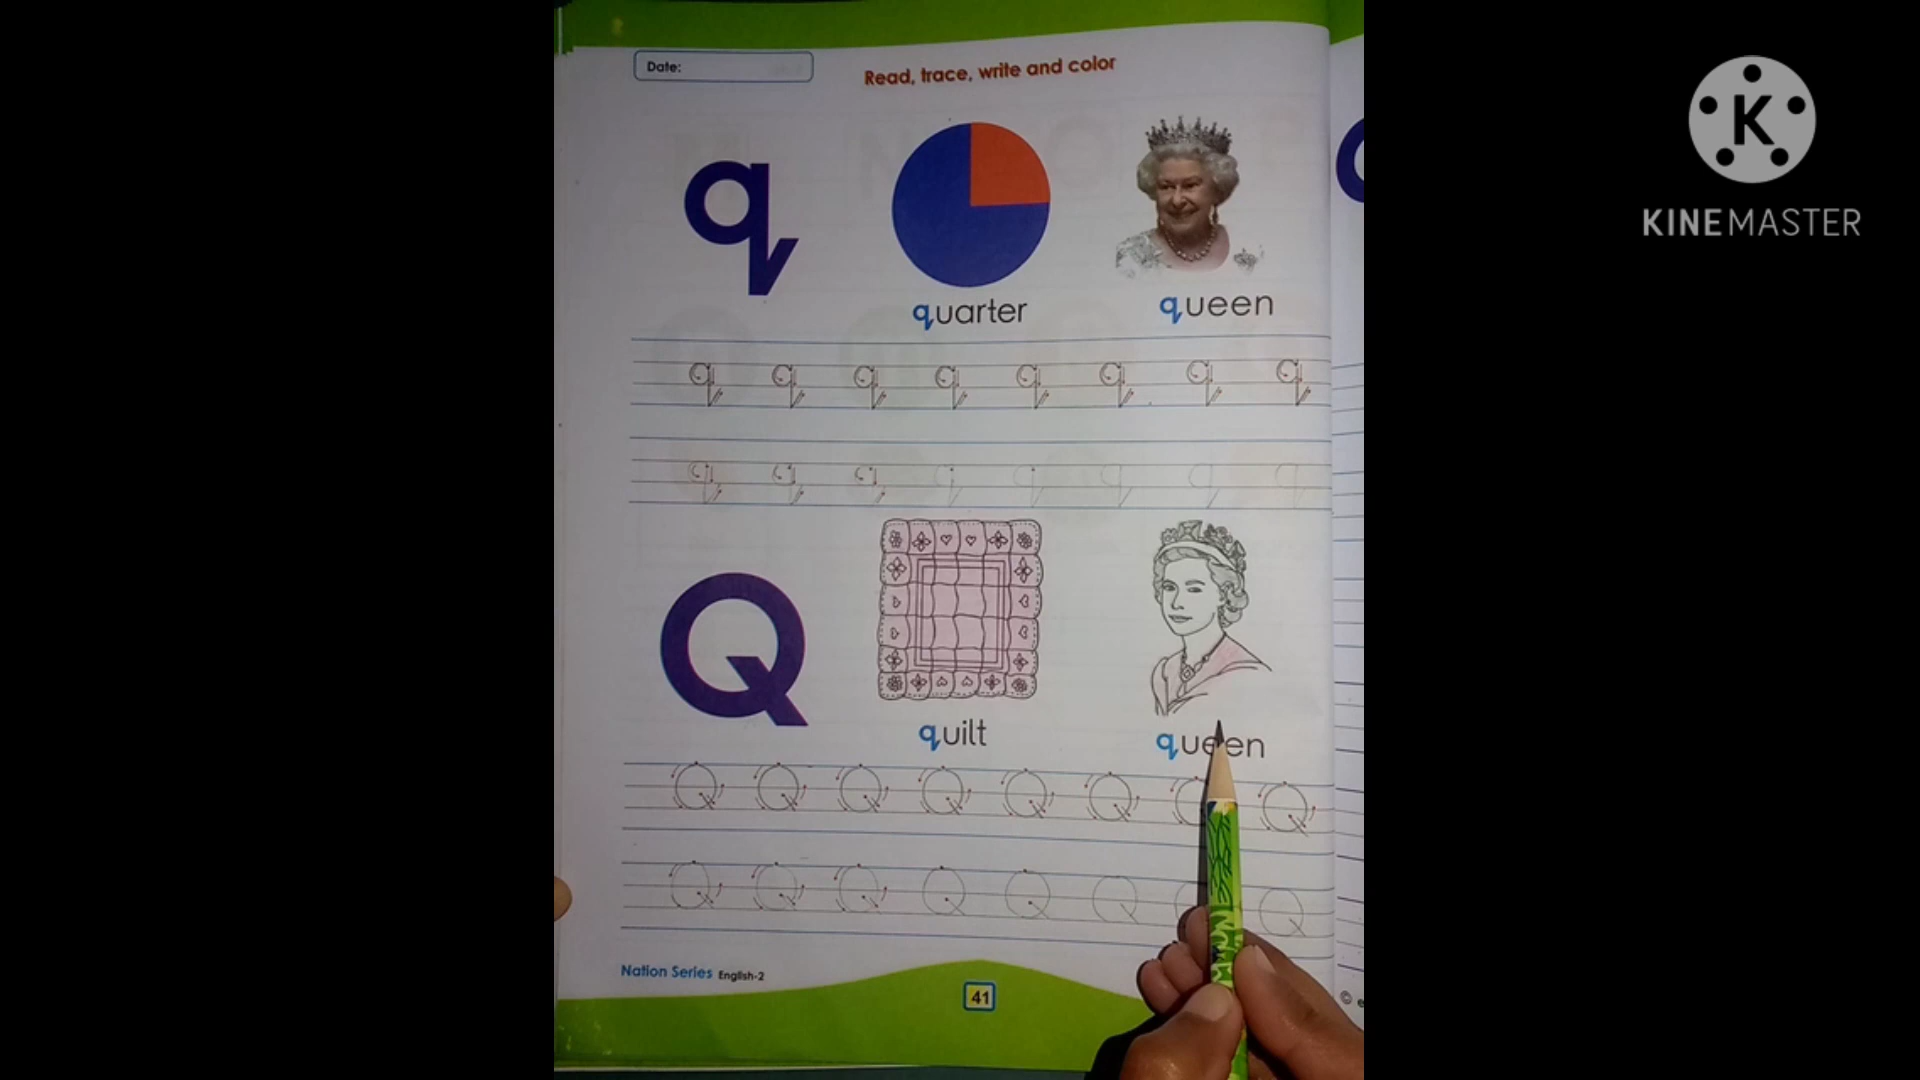 Date:
Read, trace, write and color
q
quarter
queen
q q q q q q q q
q q q q q q q q
Q
quilt
queen
Q Q Q Q Q Q Q Q
Q Q Q Q Q Q Q Q
Nation Series English-2
41
K
KINEMASTER